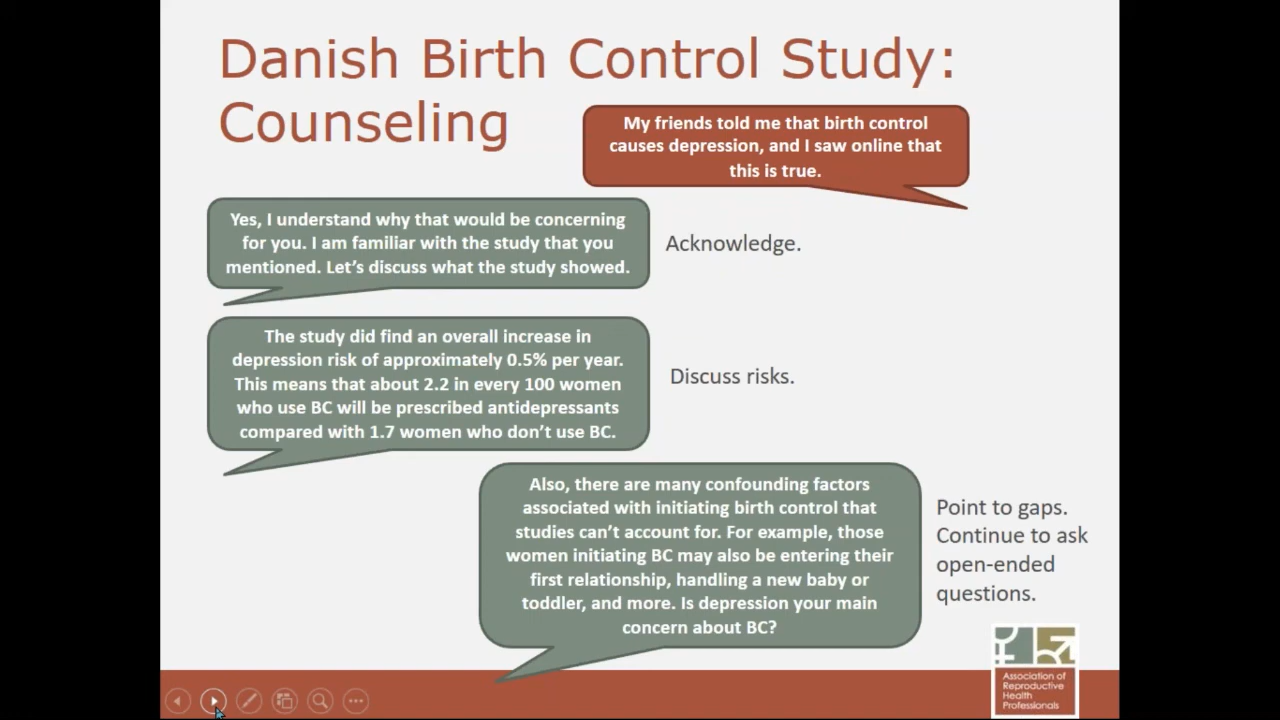 Danish Birth Control Study:
Counseling
My friends told me that birth control
causes depression, and I saw online that
this is true.
Yes, I understand why that would be concerning
for you. I am familiar with the study that you
mentioned. Let’s discuss what the study showed.
Acknowledge.
The study did find an overall increase in
depression risk of approximately 0.5% per year.
This means that about 2.2 in every 100 women
who use BC will be prescribed antidepressants
compared with 1.7 women who don’t use BC.
Discuss risks.
Also, there are many confounding factors
associated with initiating birth control that
studies can’t account for. For example, those
women initiating BC may also be entering their
first relationship, handling a new baby or
toddler, and more. Is depression your main
concern about BC?
Point to gaps.
Continue to ask
open-ended
questions.
Association of
Reproductive
Health
Professionals